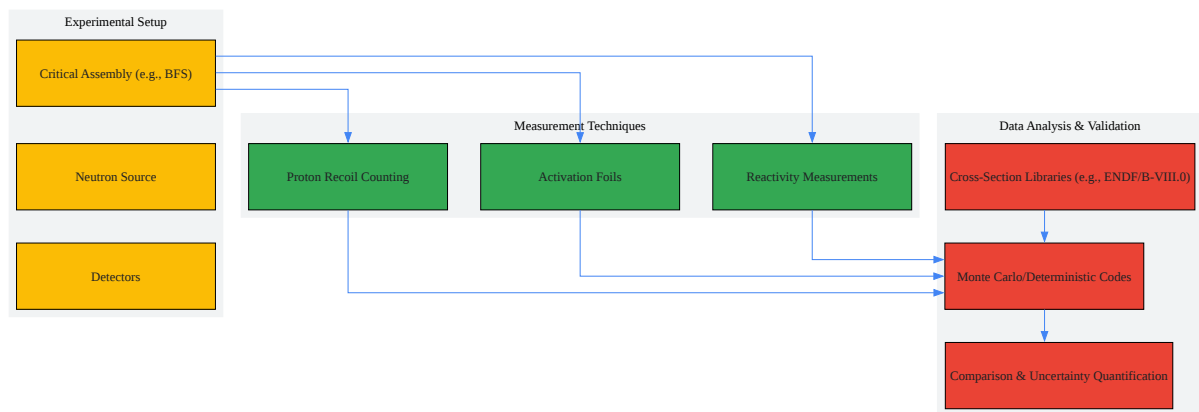 Experimental Setup
Critical Assembly (e.g., BFS)
Neutron Source
Detectors
Measurement Techniques
Proton Recoil Counting
Activation Foils
Reactivity Measurements
Data Analysis & Validation
Cross-Section Libraries (e.g., ENDF/B-VIII.0)
Monte Carlo/Deterministic Codes
Comparison & Uncertainty Quantification